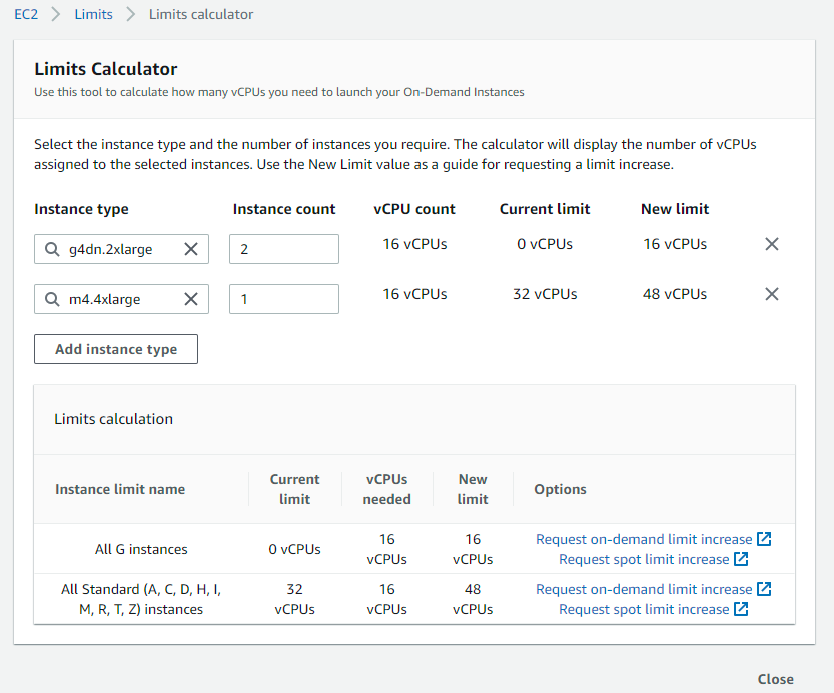 EC2 > Limits > Limits calculator
Limits Calculator
Use this tool to calculate how many vCPUs you need to launch your On-Demand Instances
Select the instance type and the number of instances you require. The calculator will display the number of vCPUs
assigned to the selected instances. Use the New Limit value as a guide for requesting a limit increase.
Instance type Instance count vCPU count Current limit New limit
g4dn.2xlarge 2 16 vCPUs 0 vCPUs 16 vCPUs
m4.4xlarge 1 16 vCPUs 32 vCPUs 48 vCPUs
Add instance type
Limits calculation
Instance limit name Current limit vCPUs needed New limit Options
All G instances 0 vCPUs 16 vCPUs 16 vCPUs Request on-demand limit increase
Request spot limit increase
All Standard (A, C, D, H, I, M, R, T, Z) instances 32 vCPUs 16 vCPUs 48 vCPUs Request on-demand limit increase
Request spot limit increase
Close